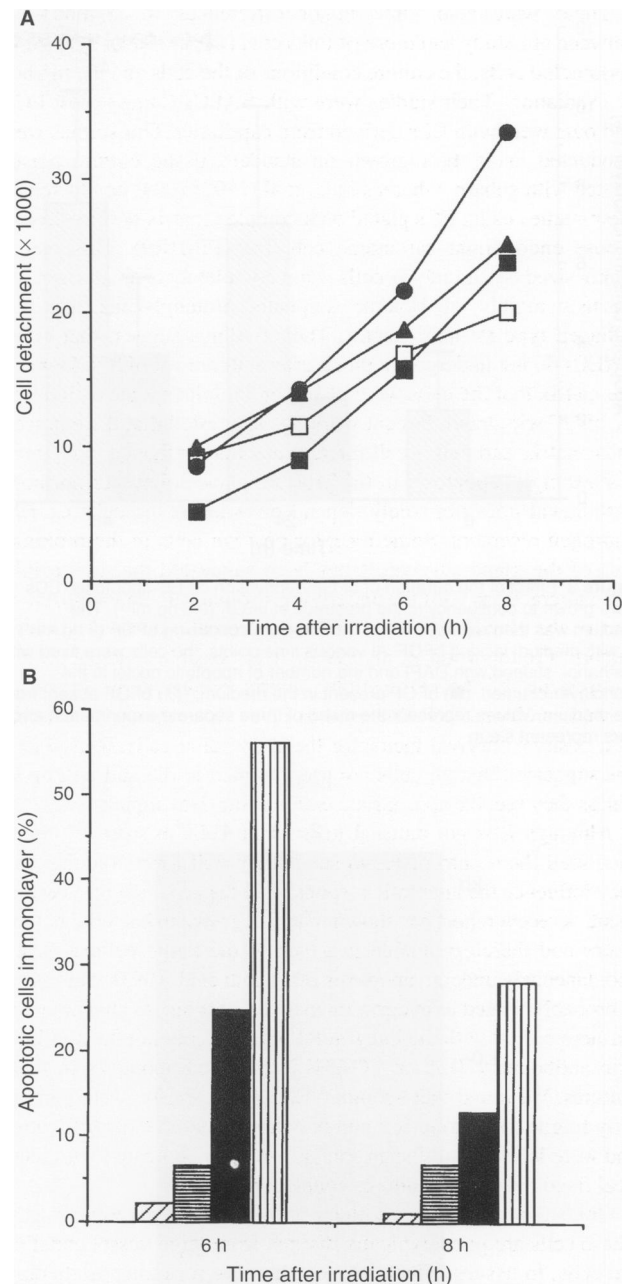 A
40
30
20
10
0
Cell detachment (× 1000)
0 2 4 6 8 10
Time after irradiation (h)
B
60
50
40
30
20
10
0
Apoptotic cells in monolayer (%)
6 h 8 h
Time after irradiation (h)